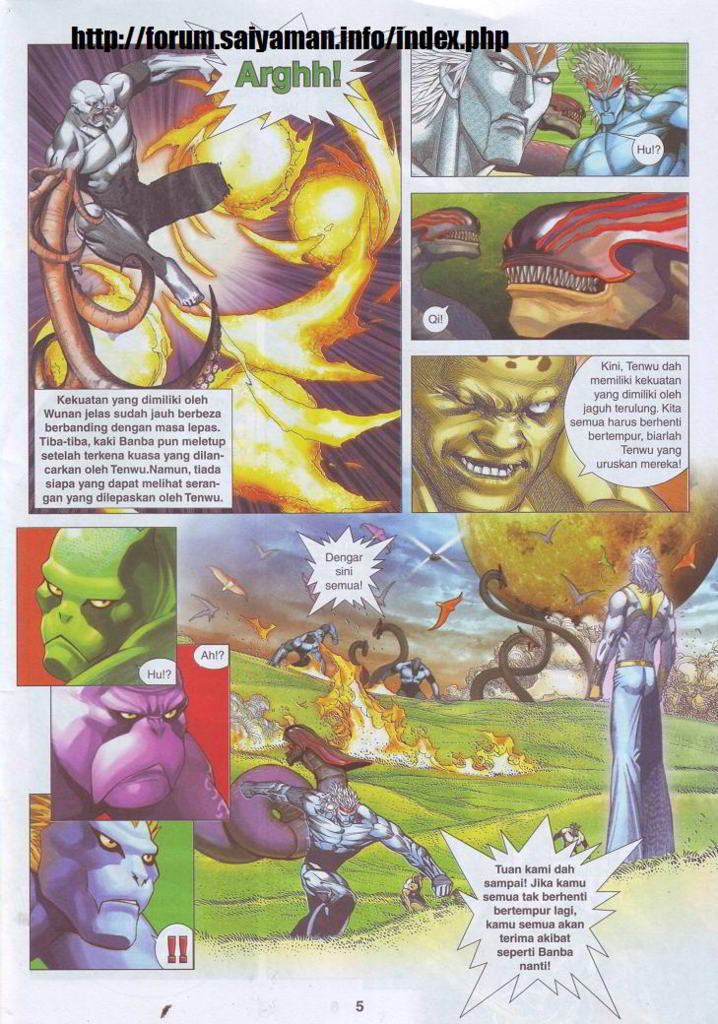 http://forum.saiyaman.info/index.php
Arghh!
Kekuatan yang dimiliki oleh
Wunan jelas sudah jauh berbeza
berbanding dengan masa lepas.
Tiba-tiba, kaki Banba pun meletup
setelah terkena kuasa yang dilan-
carkan oleh Tenwu.Namun, tiada
siapa yang dapat melihat seran-
gan yang dilepaskan oleh Tenwu.
Hu!?
Qi!
Kini, Tenwu dah
memiliki kekuatan
yang dimiliki oleh
jaguh terulung. Kita
semua harus berhenti
bertempur, biarlah
Tenwu yang
uruskan mereka!
Dengar
sini
semua!
Hu!?
Ah!?
!!
Tuan kami dah
sampai! Jika kamu
semua tak berhenti
bertempur lagi,
kamu semua akan
terima akibat
seperti Banba
nanti!
5